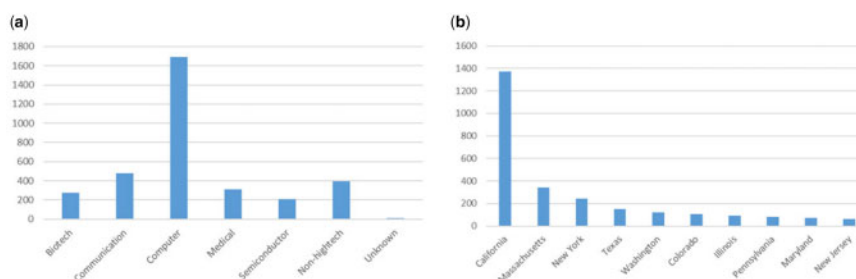 (a)
1800
1600
1400
1200
1000
800
600
400
200
0
Biotech
Communication
Computer
Medical
Semiconductor
Non-hightech
Unknown
(b)
1600
1400
1200
1000
800
600
400
200
0
California
Massachusetts
New York
Texas
Washington
Colorado
Illinois
Pennsylvania
Maryland
New Jersey